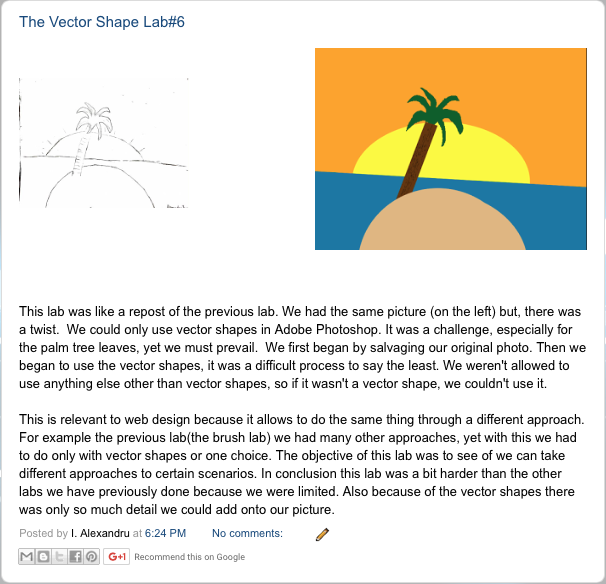 The Vector Shape Lab#6
This lab was like a repost of the previous lab. We had the same picture (on the left) but, there was
a twist.  We could only use vector shapes in Adobe Photoshop. It was a challenge, especially for
the palm tree leaves, yet we must prevail.  We first began by salvaging our original photo. Then we
began to use the vector shapes, it was a difficult process to say the least. We weren't allowed to
use anything else other than vector shapes, so if it wasn't a vector shape, we couldn't use it.
This is relevant to web design because it allows to do the same thing through a different approach.
For example the previous lab(the brush lab) we had many other approaches, yet with this we had
to do only with vector shapes or one choice. The objective of this lab was to see of we can take
different approaches to certain scenarios. In conclusion this lab was a bit harder than the other
labs we have previously done because we were limited. Also because of the vector shapes there
was only so much detail we could add onto our picture.
Posted by I. Alexandru at 6:24 PM No comments:
G+1 Recommend this on Google